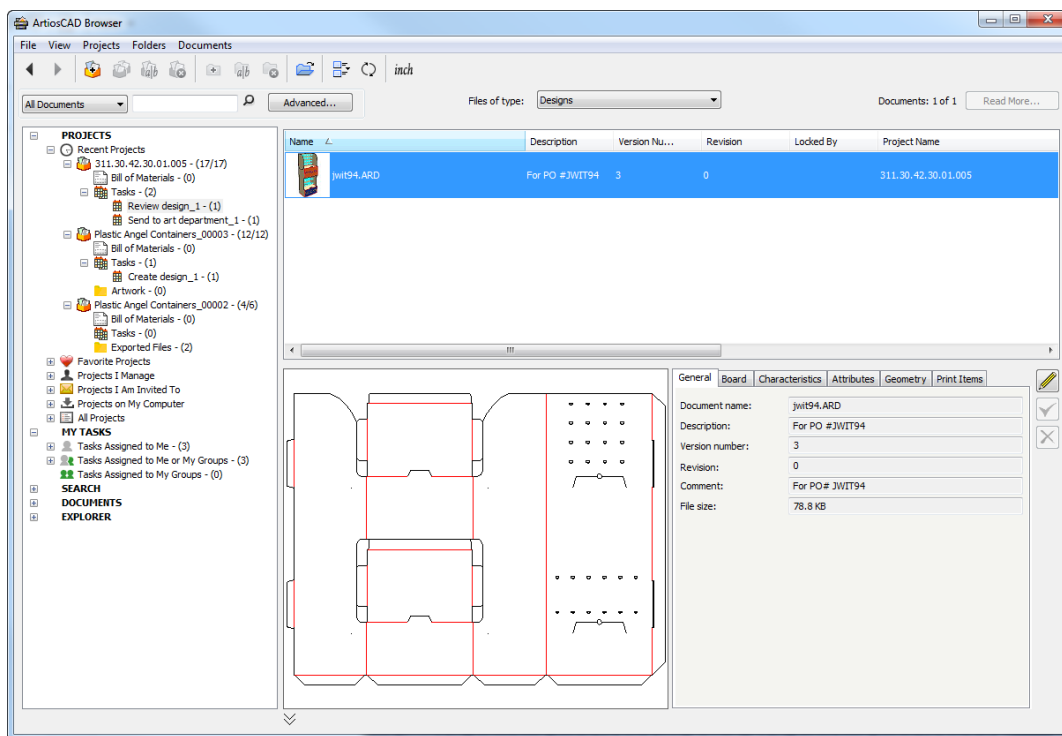 ArtiosCAD Browser
File View Projects Folders Documents
a|b a|b inch
All Documents Advanced... Files of type: Designs Documents: 1 of 1 Read More...
PROJECTS
Recent Projects
311.30.42.30.01.005 - (17/17)
Bill of Materials - (0)
Tasks - (2)
Review design_1 - (1)
Send to art department_1 - (1)
Plastic Angel Containers_00003 - (12/12)
Bill of Materials - (0)
Tasks - (1)
Create design_1 - (1)
Artwork - (0)
Plastic Angel Containers_00002 - (4/6)
Bill of Materials - (0)
Tasks - (0)
Exported Files - (2)
Favorite Projects
Projects I Manage
Projects I Am Invited To
Projects on My Computer
All Projects
MY TASKS
Tasks Assigned to Me - (3)
Tasks Assigned to Me or My Groups - (3)
Tasks Assigned to My Groups - (0)
SEARCH
DOCUMENTS
EXPLORER
Name Description Version Nu... Revision Locked By Project Name
jwit94.ARD For PO #JWIT94 3 0 311.30.42.30.01.005
General Board Characteristics Attributes Geometry Print Items
Document name: jwit94.ARD
Description: For PO #JWIT94
Version number: 3
Revision: 0
Comment: For PO# JWIT94
File size: 78.8 KB